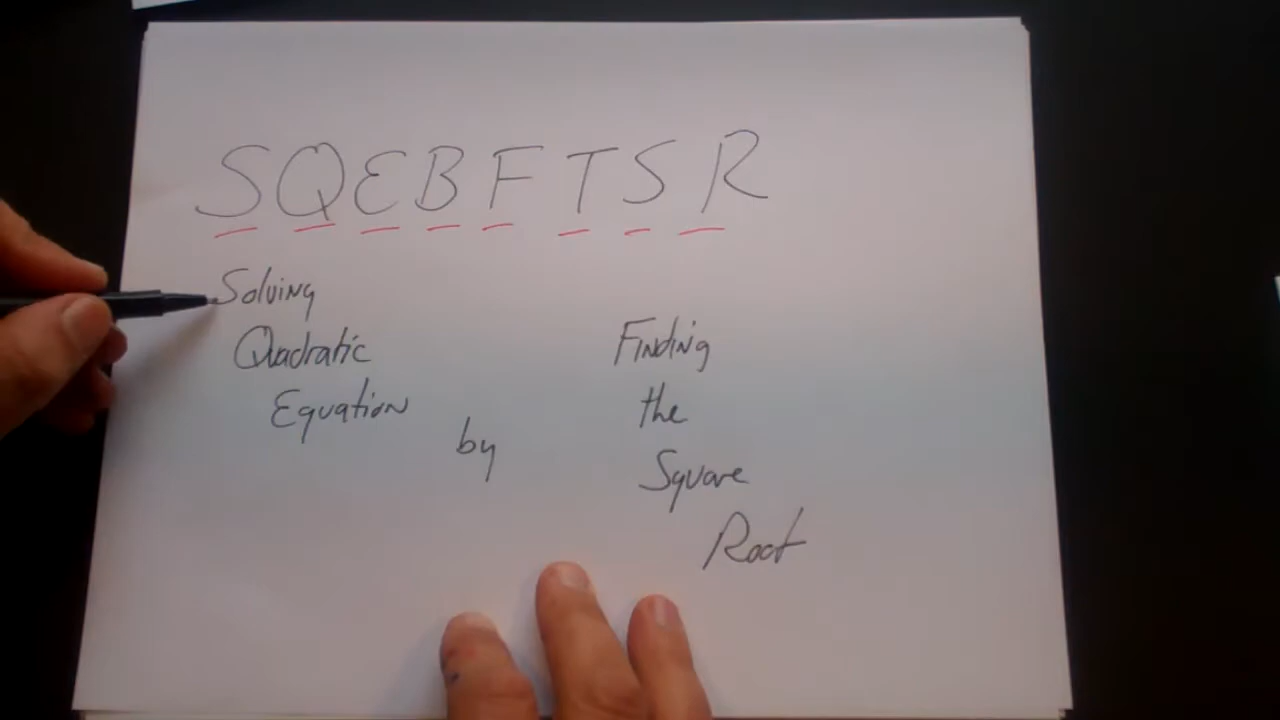 SQEBFTSR
Solving
Quadratic
Equation
by
Finding
the
Square
Root